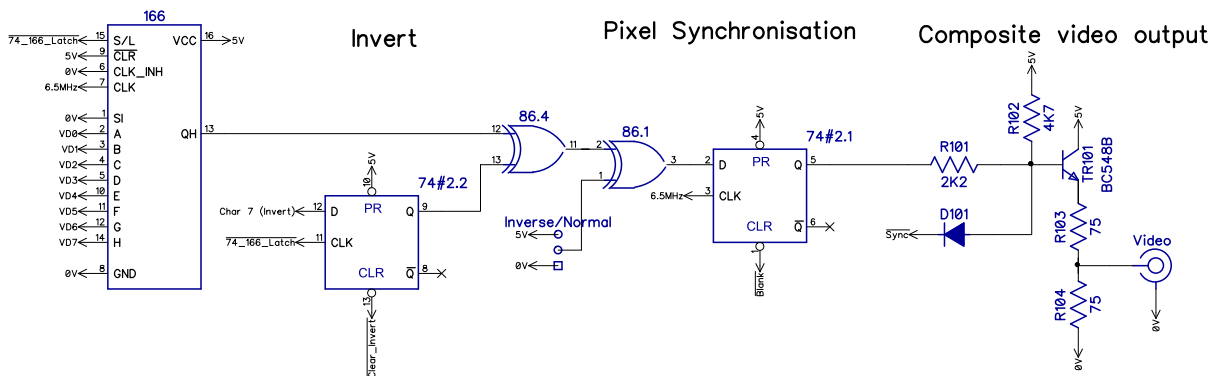 166
Invert
Pixel Synchronisation
Composite video output
74_166_Latch 15 S/L VCC 16 5V
5V 9 CLR
0V 6 CLK_INH
6.5MHz 7 CLK
0V 1 SI
VD0 2 A QH 13
VD1 3 B
VD2 4 C
VD3 5 D
VD4 10 E
VD5 11 F
VD6 12 G
VD7 14 H
0V 8 GND
5V
10
74#2.2
Char 7 (Invert) 12 D PR Q 9
74_166_Latch 11 CLK
CLR Q 8
13
Clear_Invert
86.4
12
13
11
86.1
2
1
3
Inverse/Normal
5V
0V
5V
4
74#2.1
2 D PR Q 5
6.5MHz 3 CLK
CLR Q 6
1
Blank
R101
2K2
5V
R102
4K7
D101
Sync
5V
TR101
BC548B
R103
75
Video
R104
75
0V
0V